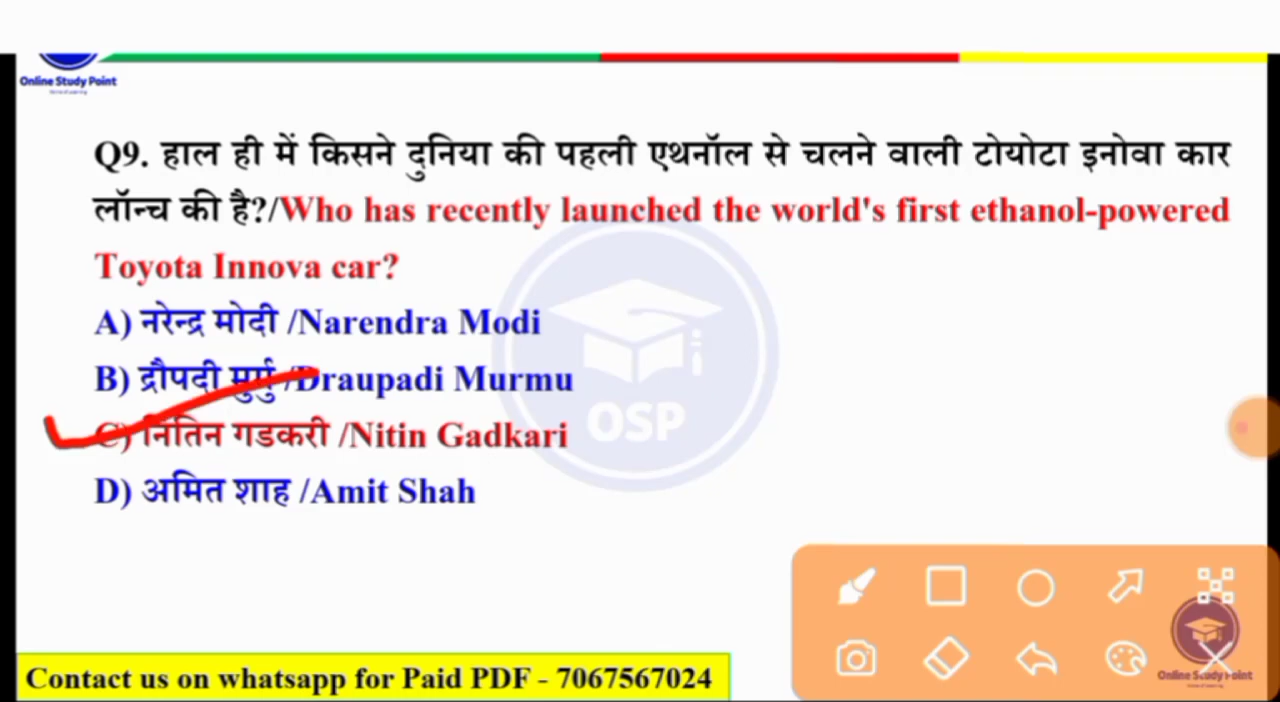 Online Study Point
Q9. हाल ही में किसने दुनिया की पहली एथनॉल से चलने वाली टोयोटा इनोवा कार
लॉन्च की है?/Who has recently launched the world's first ethanol-powered
Toyota Innova car?
A) नरेन्द्र मोदी /Narendra Modi
B) द्रौपदी मुर्मु /Draupadi Murmu
C) नितिन गडकरी /Nitin Gadkari
OSP
D) अमित शाह /Amit Shah
Contact us on whatsapp for Paid PDF - 7067567024
Online Study Point